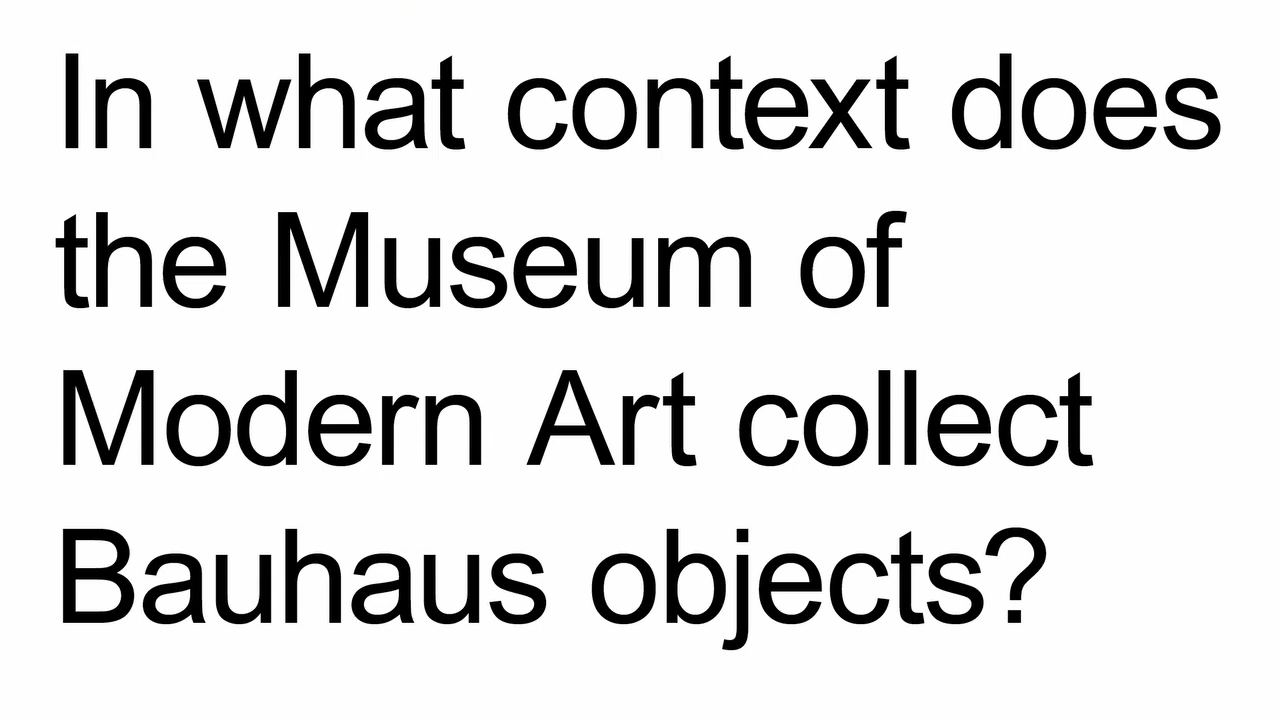 In what context does
the Museum of
Modern Art collect
Bauhaus objects?